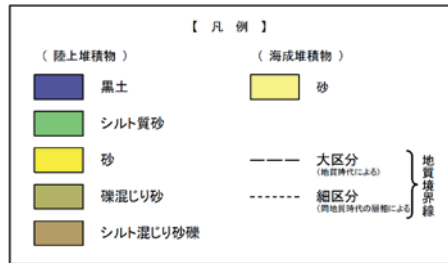 【 凡 例 】
( 陸上堆積物 )
黒土
シルト質砂
砂
礫混じり砂
シルト混じり砂礫
( 海成堆積物 )
砂
大区分
(地質時代による)
細区分
(同地質時代の層相による
地質境界線